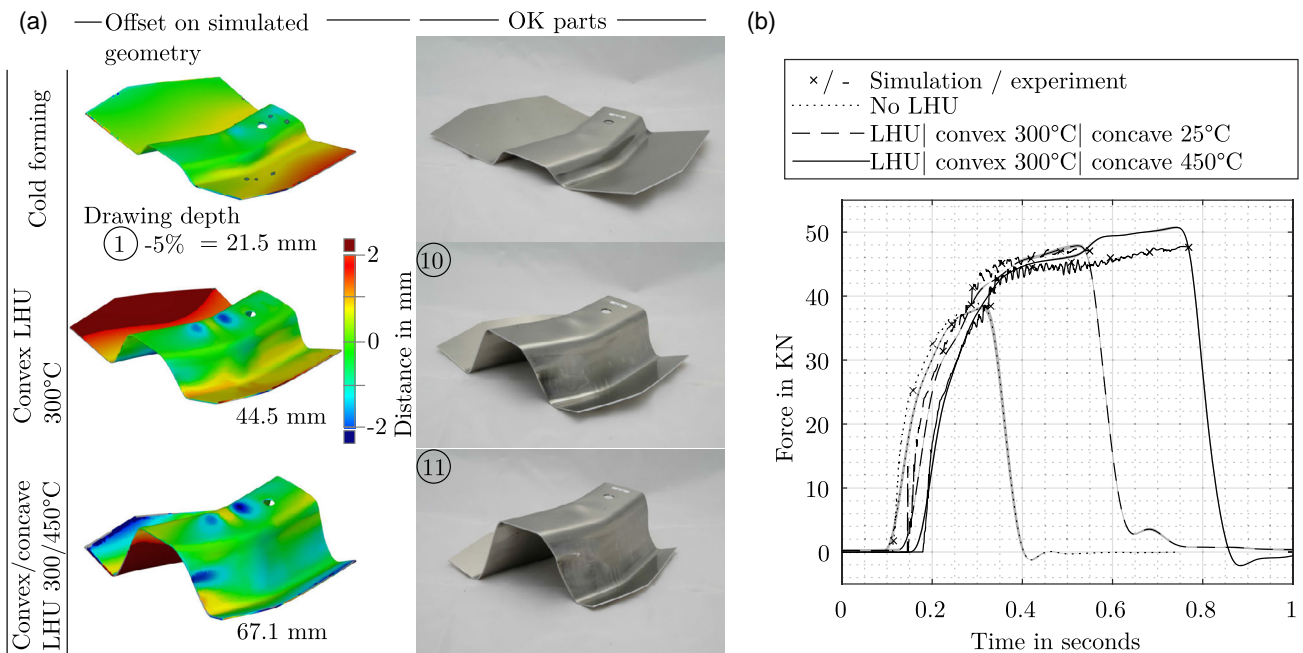 (a)
Offset on simulated
geometry
OK parts
Cold forming
Drawing depth
1 -5% = 21.5 mm
Convex LHU
300°C
44.5 mm
2
0
-2
Distance in mm
10
Convex/concave
LHU 300/450°C
67.1 mm
11
(b)
×/ - Simulation / experiment
No LHU
LHU| convex 300°C| concave 25°C
LHU| convex 300°C| concave 450°C
Force in KN
50
40
30
20
10
0
0 0.2 0.4 0.6 0.8 1
Time in seconds